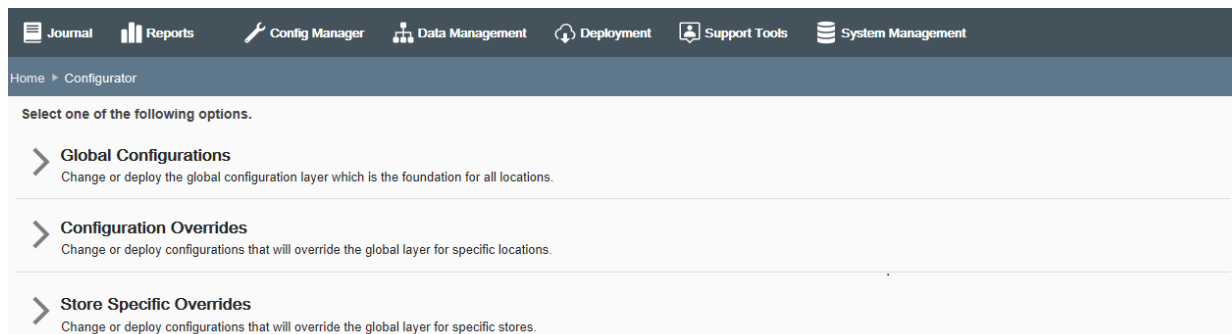 Journal Reports Config Manager Data Management Deployment Support Tools System Management
Home Configurator
Select one of the following options.
Global Configurations
Change or deploy the global configuration layer which is the foundation for all locations.
Configuration Overrides
Change or deploy configurations that will override the global layer for specific locations.
Store Specific Overrides
Change or deploy configurations that will override the global layer for specific stores.